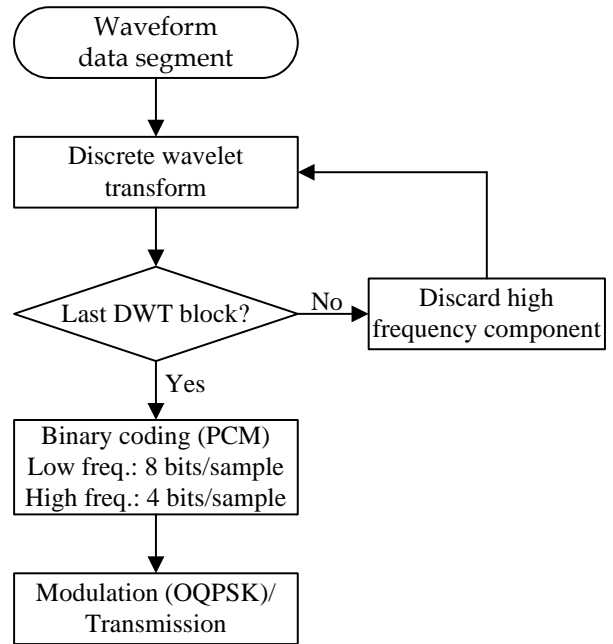 Waveform
data segment
Discrete wavelet
transform
Last DWT block?
No
Discard high
frequency component
Yes
Binary coding (PCM)
Low freq.: 8 bits/sample
High freq.: 4 bits/sample
Modulation (OQPSK)/
Transmission